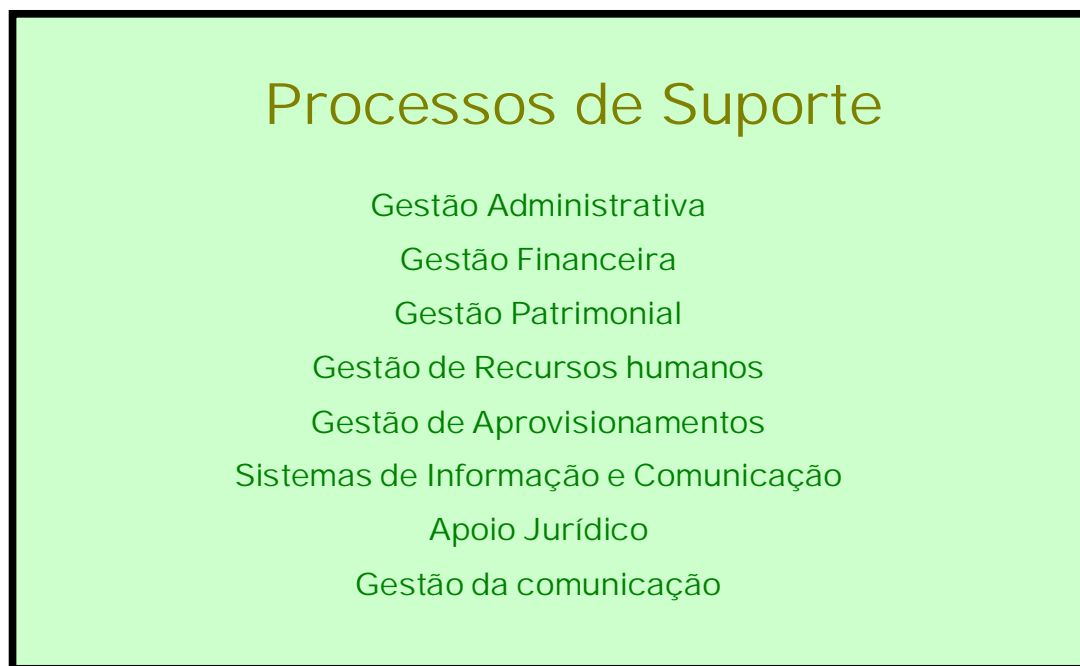 Processos de Suporte
Gestão Administrativa
Gestão Financeira
Gestão Patrimonial
Gestão de Recursos humanos
Gestão de Aprovisionamentos
Sistemas de Informação e Comunicação
Apoio Jurídico
Gestão da comunicação